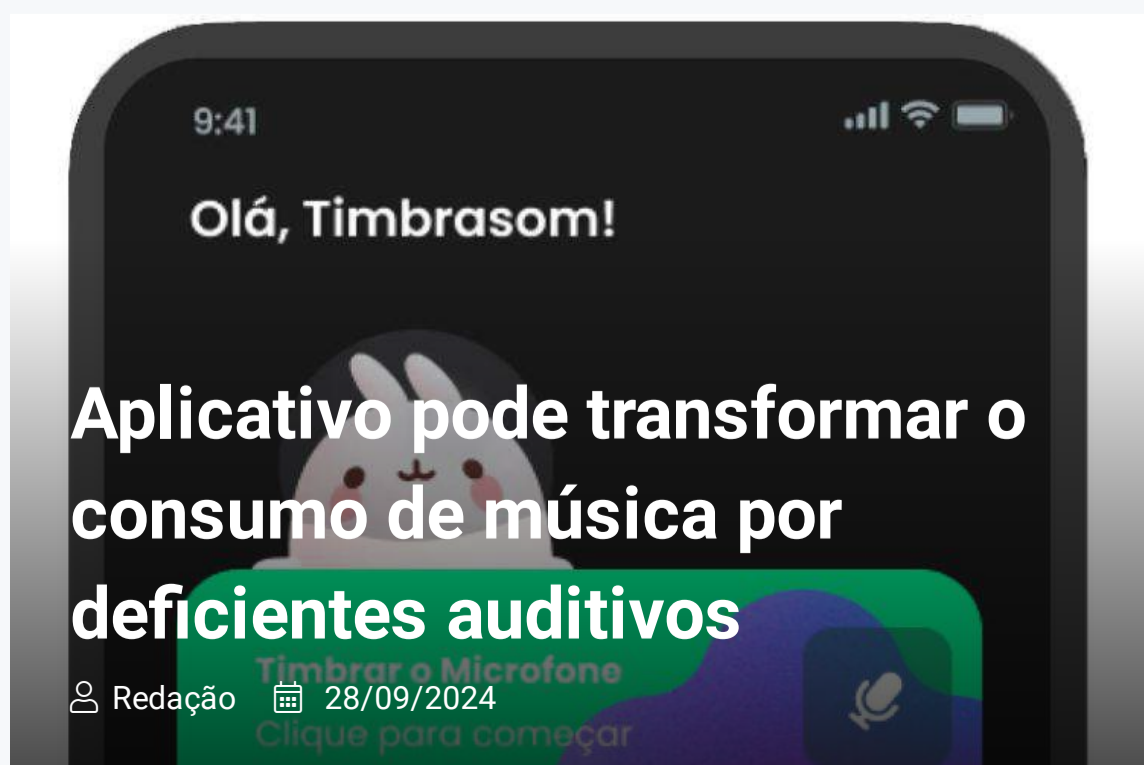 9:41
Olá, Timbrasom!
Aplicativo pode transformar o
consumo de música por
deficientes auditivos
Timbrar o Microfone
Redação 28/09/2024
Clique para começar